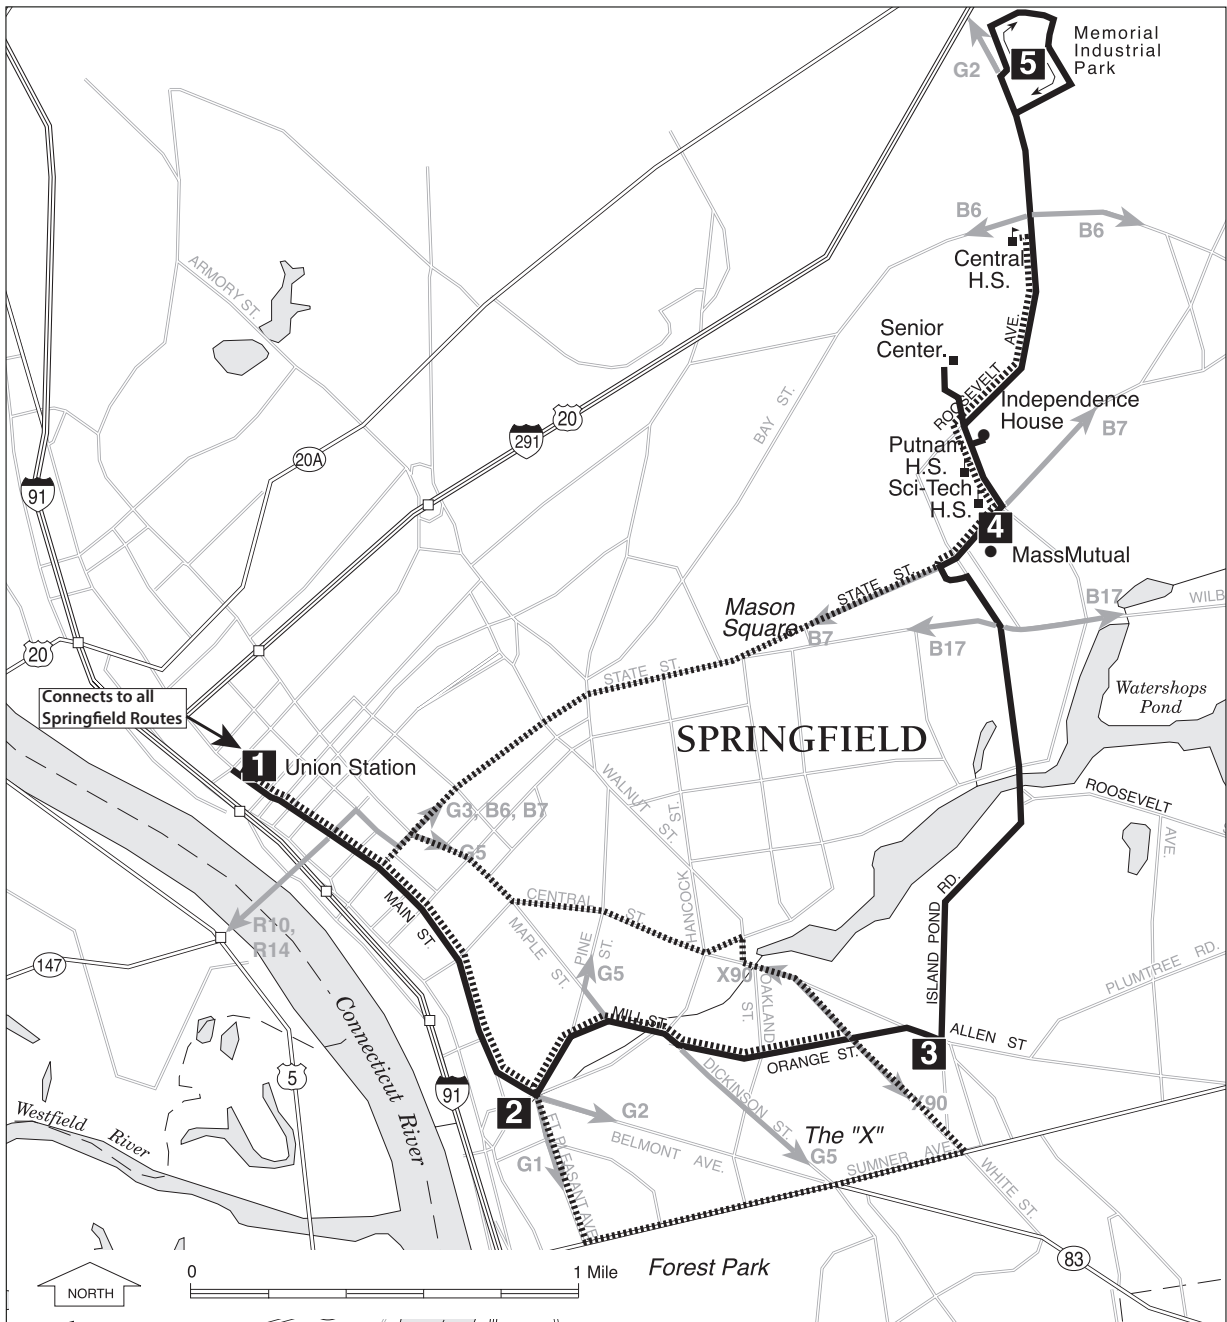 Memorial
Industrial
Park
5
G2
B6
B6
Central
H.S.
ARMORY ST.
Senior
Center
AVE.
ROOSEVELT
Independence
House
BAY ST.
20
291
B7
Putnam
H.S.
Sci-Tech
H.S.
20A
91
4
MassMutual
STATE ST.
Mason
Square
B17
WILB
B7
B17
20
STATE ST.
Connects to all
Springfield Routes
Watershops
Pond
SPRINGFIELD
1
Union Station
WALNUT ST.
ROOSEVELT
AVE.
G3, B6, B7
ST.
G5
HANCOCK
MAIN ST.
CENTRAL ST.
ISLAND POND RD.
R10,
R14
MAPLE ST.
PINE ST.
147
G5
X90
PLUMTREE RD.
OAKLAND ST.
MILL ST.
ALLEN ST
Connecticut River
ORANGE ST.
3
5
91
DICKINSON ST.
X90
2
G2
Westfield River
FT. PLEASANT AVE.
BELMONT AVE.
The "X"
G5
G1
SUMNER AVE.
WHITE ST.
83
NORTH
0
1 Mile
Forest Park